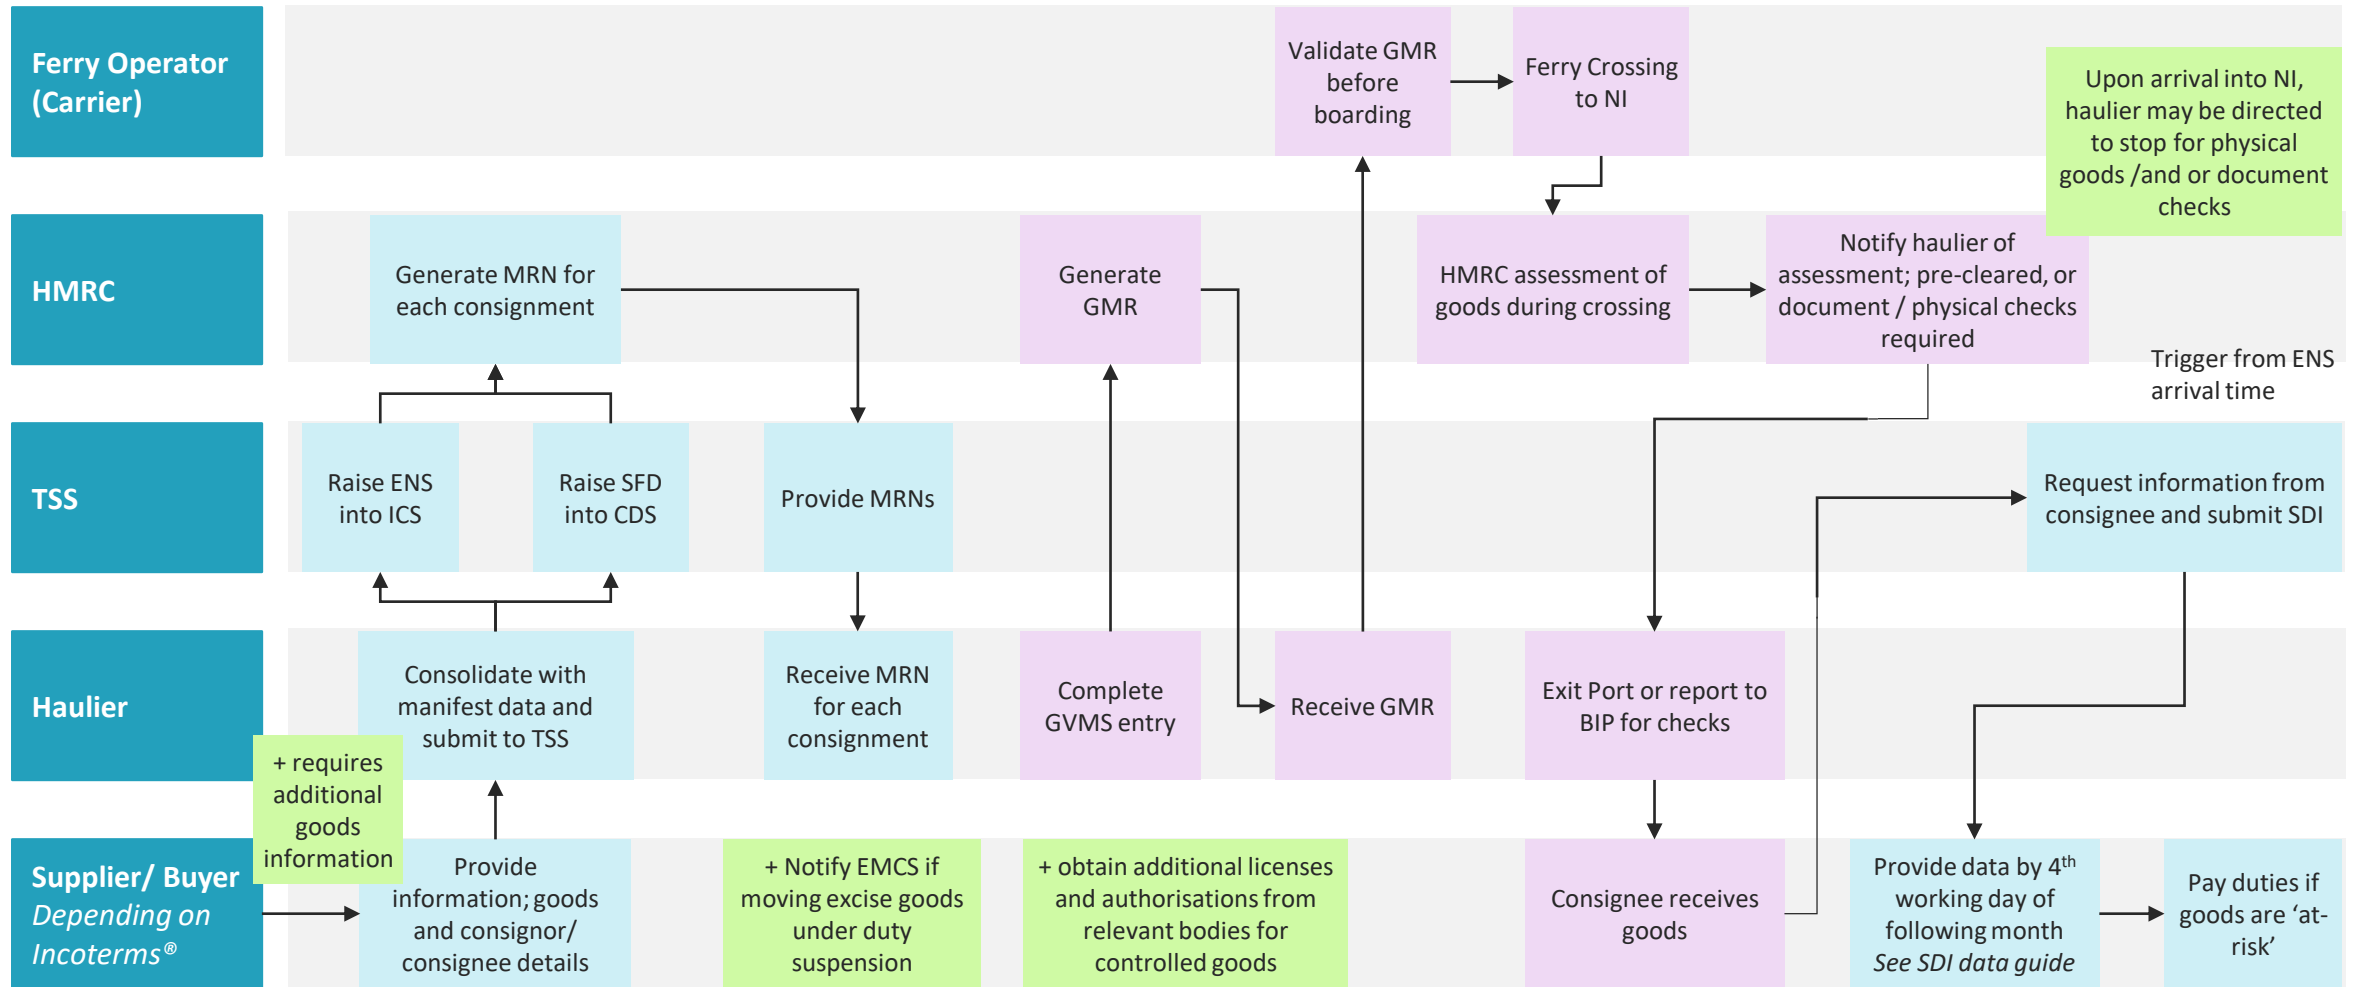 Ferry Operator
(Carrier)
Validate GMR
before
boarding
Ferry Crossing
to NI
Upon arrival into NI,
haulier may be directed
to stop for physical
goods /and or document
checks
HMRC
Generate MRN for
each consignment
Generate
GMR
HMRC assessment of
goods during crossing
Notify haulier of
assessment; pre-cleared, or
document / physical checks
required
Trigger from ENS
arrival time
TSS
Raise ENS
into ICS
Raise SFD
into CDS
Provide MRNs
Request information from
consignee and submit SDI
Haulier
Consolidate with
manifest data and
submit to TSS
Receive MRN
for each
consignment
Complete
GVMS entry
Receive GMR
Exit Port or report to
BIP for checks
+ requires
additional
goods
information
Supplier/ Buyer
Depending on
Incoterms®
Provide
information; goods
and consignor/
consignee details
+ Notify EMCS if
moving excise goods
under duty
suspension
+ obtain additional licenses
and authorisations from
relevant bodies for
controlled goods
Consignee receives
goods
Provide data by 4th
working day of
following month
See SDI data guide
Pay duties if
goods are ‘at-
risk’